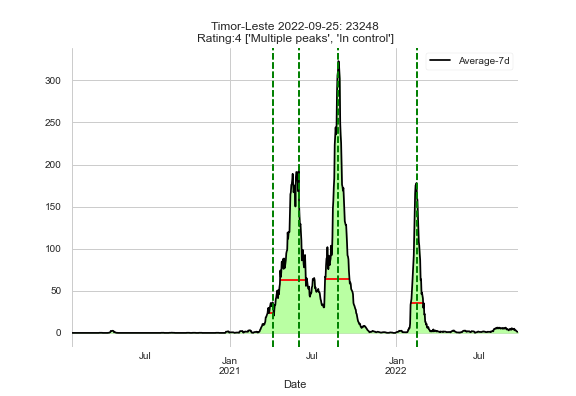 Timor-Leste 2022-09-25: 23248
Rating:4 ['Multiple peaks', 'In control']
Average-7d
300
250
200
150
100
50
0
Jul
Jan
2021
Jul
Jan
2022
Jul
Date